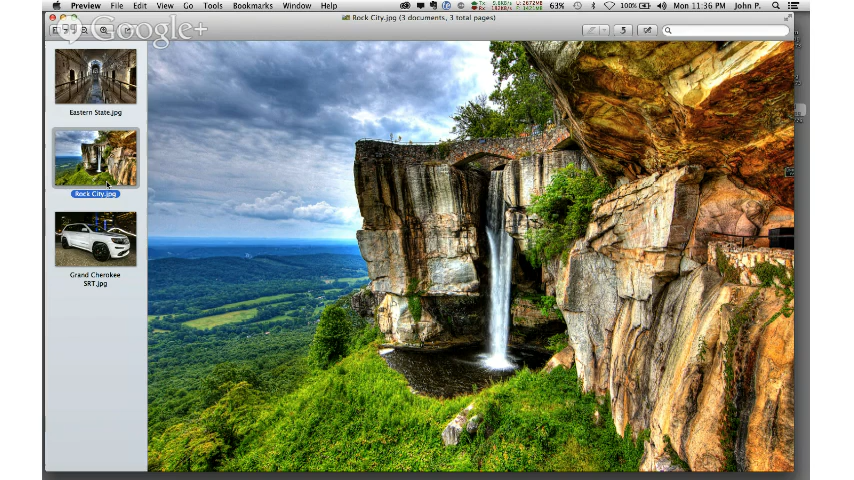 Preview File Edit View Go Tools Bookmarks Window Help
63% 100% Mon 11:36 PM John P.
Rock City.jpg (3 documents, 3 total pages)
Google+
Eastern State.jpg
Rock City.jpg
Grand Cherokee
SRT.jpg